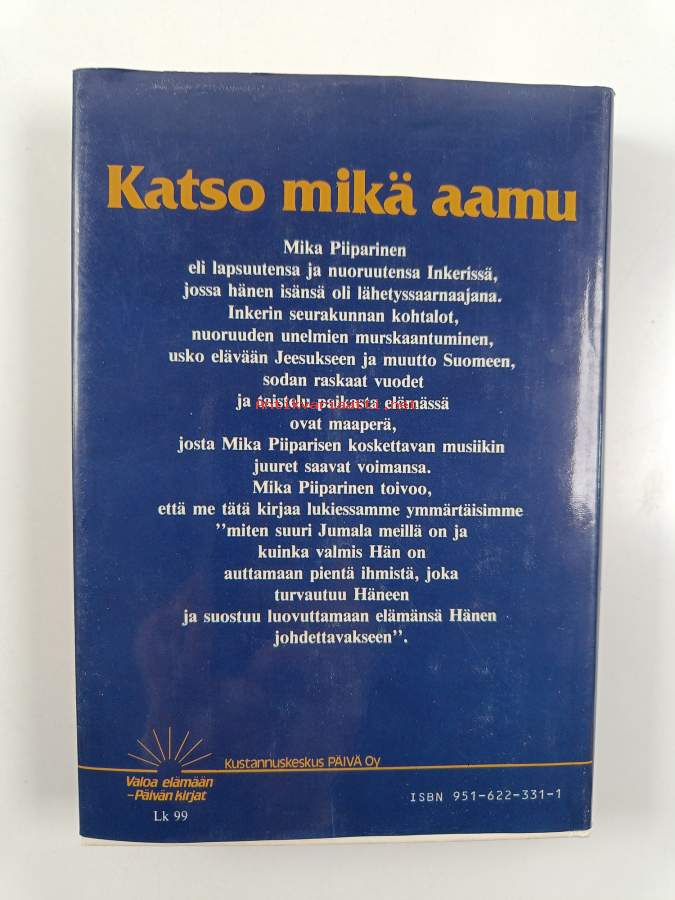 Katso mikä aamu
Mika Piiparinen
eli lapsuutensa ja nuoruutensa Inkerissä,
jossa hänen isänsä oli lähetyssaarnaajana.
Inkerin seurakunnan kohtalot,
nuoruuden unelmien murskaantuminen,
usko elävään Jeesukseen ja muutto Suomeen,
sodan raskaat vuodet
ja taistelu paikasta elämässä
ovat maaperä,
josta Mika Piiparisen koskettavan musiikin
juuret saavat voimansa.
Mika Piiparinen toivoo,
että me tätä kirjaa lukiessamme ymmärtäisimme
”miten suuri Jumala meillä on ja
kuinka valmis Hän on
auttamaan pientä ihmistä, joka
turvautuu Häneen
ja suostuu luovuttamaan elämänsä Hänen
johdettavakseen”.
Kustannuskeskus PÄIVÄ Oy
Valoa elämään
–Päivän kirjat
Lk 99
ISBN 951-622-331-1